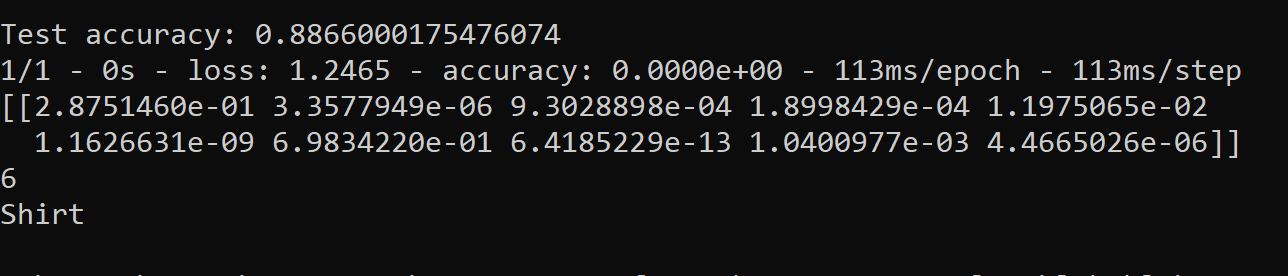 Test accuracy: 0.8866000175476074
1/1 - 0s - loss: 1.2465 - accuracy: 0.0000e+00 - 113ms/epoch - 113ms/step
[[2.8751460e-01 3.3577949e-06 9.3028898e-04 1.8998429e-04 1.1975065e-02
1.1626631e-09 6.9834220e-01 6.4185229e-13 1.0400977e-03 4.4665026e-06]]
6
Shirt